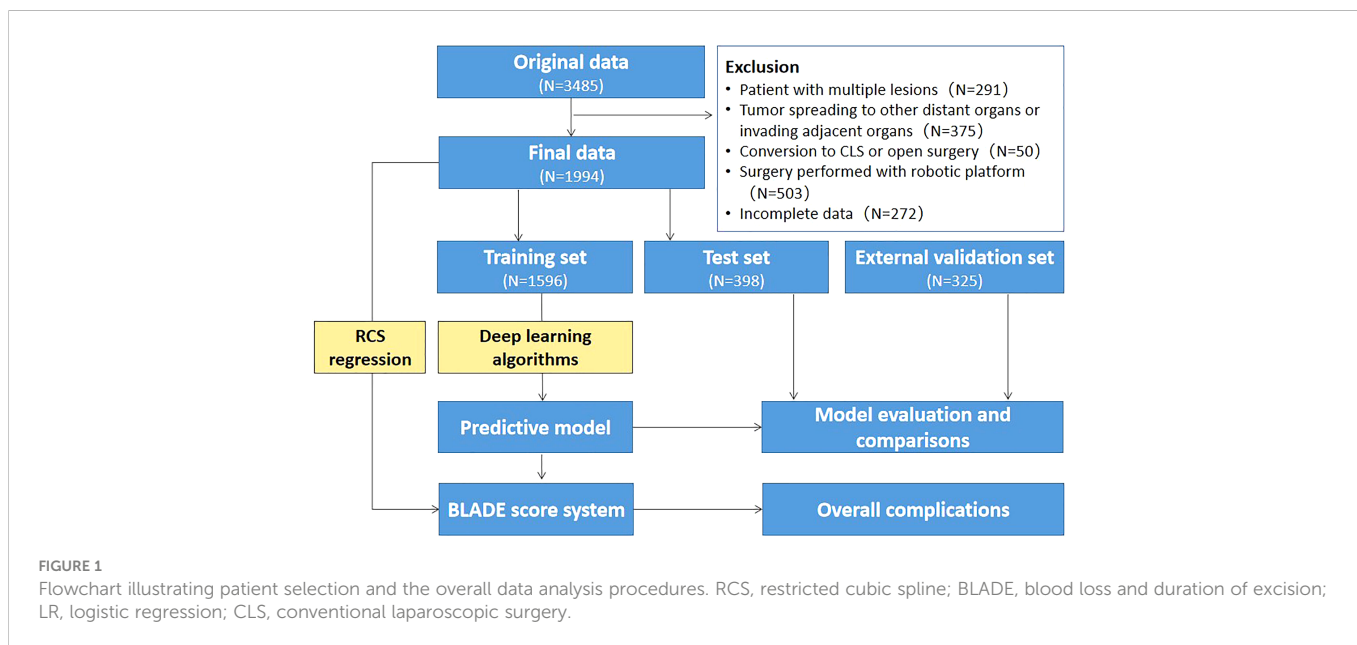 Original data
(N=3485)
Exclusion
• Patient with multiple lesions（N=291）
• Tumor spreading to other distant organs or
invading adjacent organs（N=375）
• Conversion to CLS or open surgery（N=50）
• Surgery performed with robotic platform
（N=503）
• Incomplete data（N=272）
Final data
(N=1994)
Training set
(N=1596)
Test set
(N=398)
External validation set
(N=325)
RCS
regression
Deep learning
algorithms
Predictive model
Model evaluation and
comparisons
BLADE score system
Overall complications
FIGURE 1
Flowchart illustrating patient selection and the overall data analysis procedures. RCS, restricted cubic spline; BLADE, blood loss and duration of excision;
LR, logistic regression; CLS, conventional laparoscopic surgery.